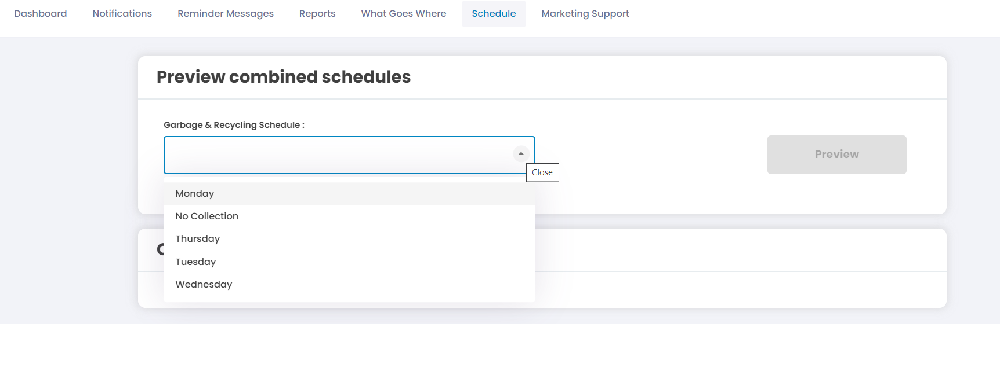 Dashboard Notifications Reminder Messages Reports What Goes Where Schedule Marketing Support
Preview combined schedules
Garbage & Recycling Schedule :
Preview
Close
Monday
No Collection
Thursday
Tuesday
Wednesday